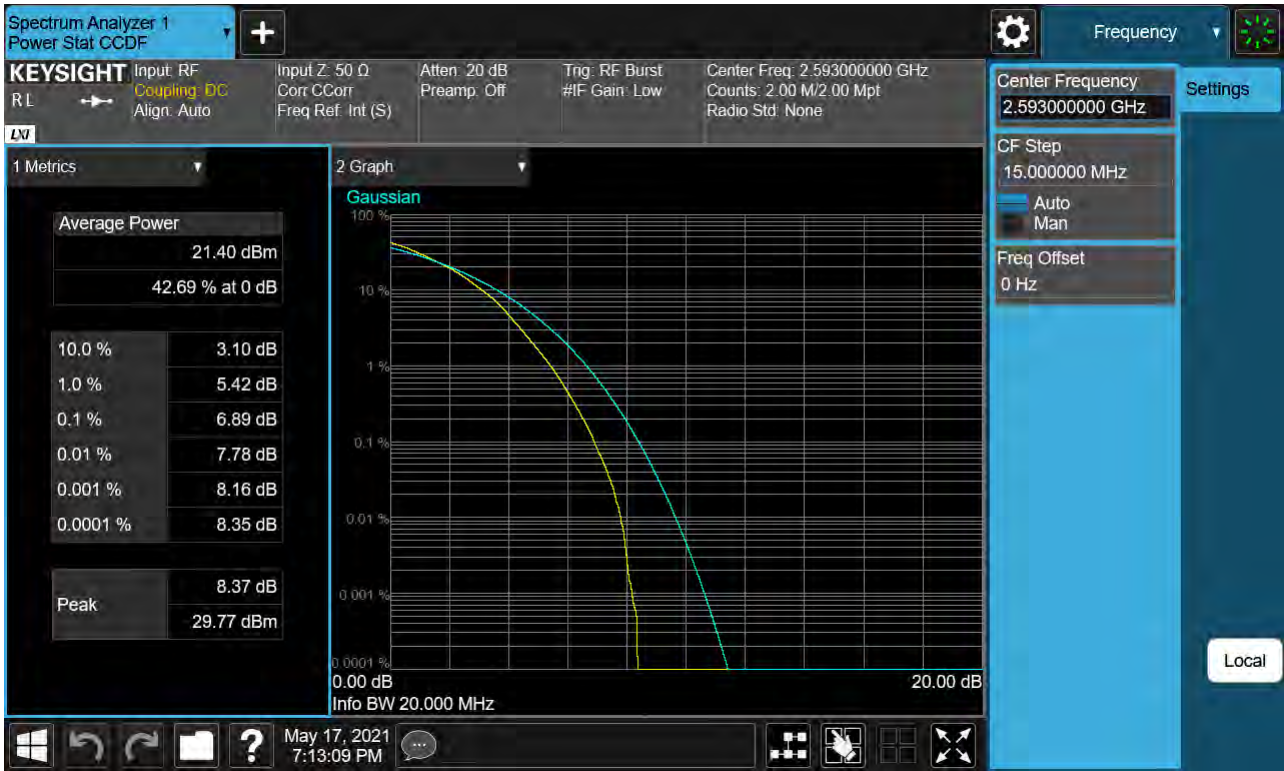 Spectrum Analyzer 1
Power Stat CCDF
Frequency
KEYSIGHT
R L
LXI
Input: RF
Coupling: DC
Align: Auto
Input Z: 50 Ω
Corr CCorr
Freq Ref: Int (S)
Atten: 20 dB
Preamp: Off
Trig: RF Burst
#IF Gain: Low
Center Freq: 2.593000000 GHz
Counts: 2.00 M/2.00 Mpt
Radio Std: None
Center Frequency
2.593000000 GHz
Settings
CF Step
15.000000 MHz
Auto
Man
Freq Offset
0 Hz
Local
1 Metrics
Average Power
21.40 dBm
42.69 % at 0 dB
10.0 % 3.10 dB
1.0 % 5.42 dB
0.1 % 6.89 dB
0.01 % 7.78 dB
0.001 % 8.16 dB
0.0001 % 8.35 dB
Peak
8.37 dB
29.77 dBm
2 Graph
Gaussian
100 %
10 %
1 %
0.1 %
0.01 %
0.001 %
0.0001 %
0.00 dB 20.00 dB
Info BW 20.000 MHz
?
May 17, 2021
7:13:09 PM